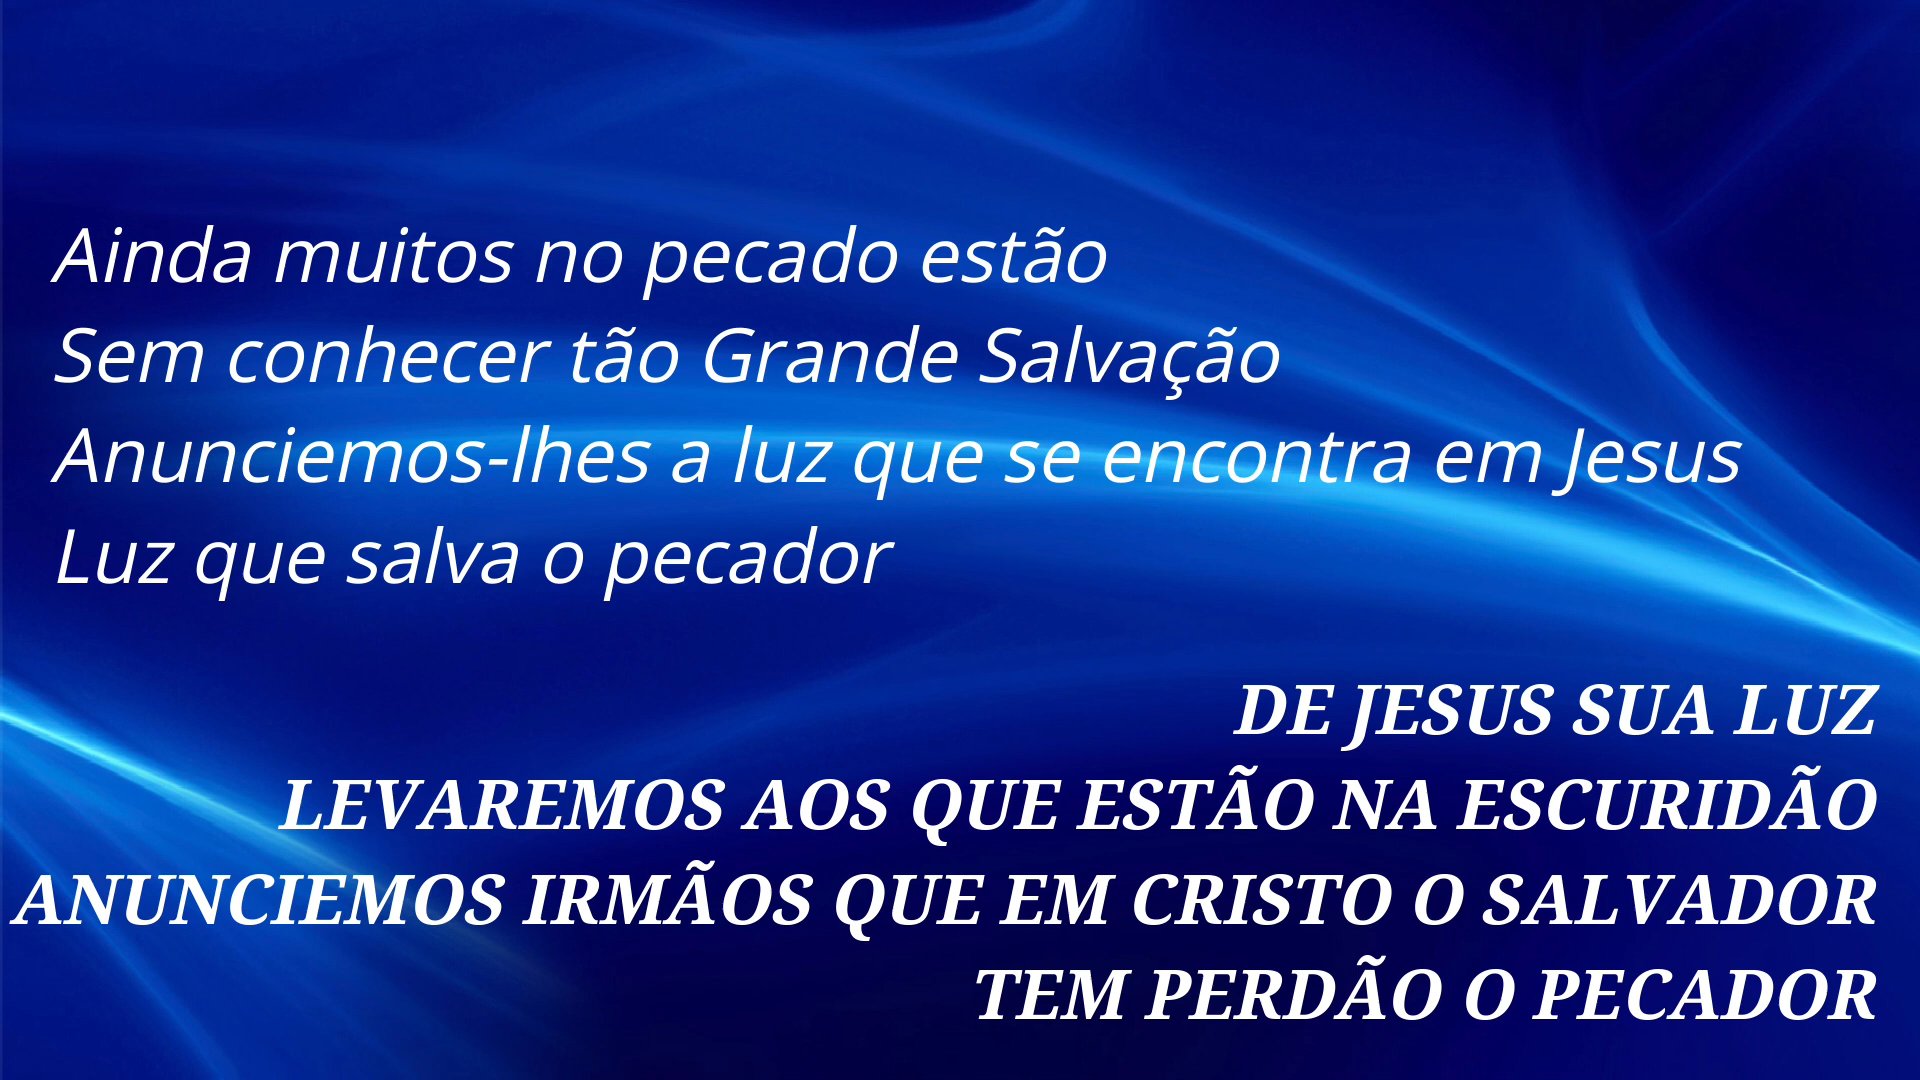 Ainda muitos no pecado estão
Sem conhecer tão Grande Salvação
Anunciemos-lhes a luz que se encontra em Jesus
Luz que salva o pecador
DE JESUS SUA LUZ
LEVAREMOS AOS QUE ESTÃO NA ESCURIDÃO
ANUNCIEMOS IRMÃOS QUE EM CRISTO O SALVADOR
TEM PERDÃO O PECADOR